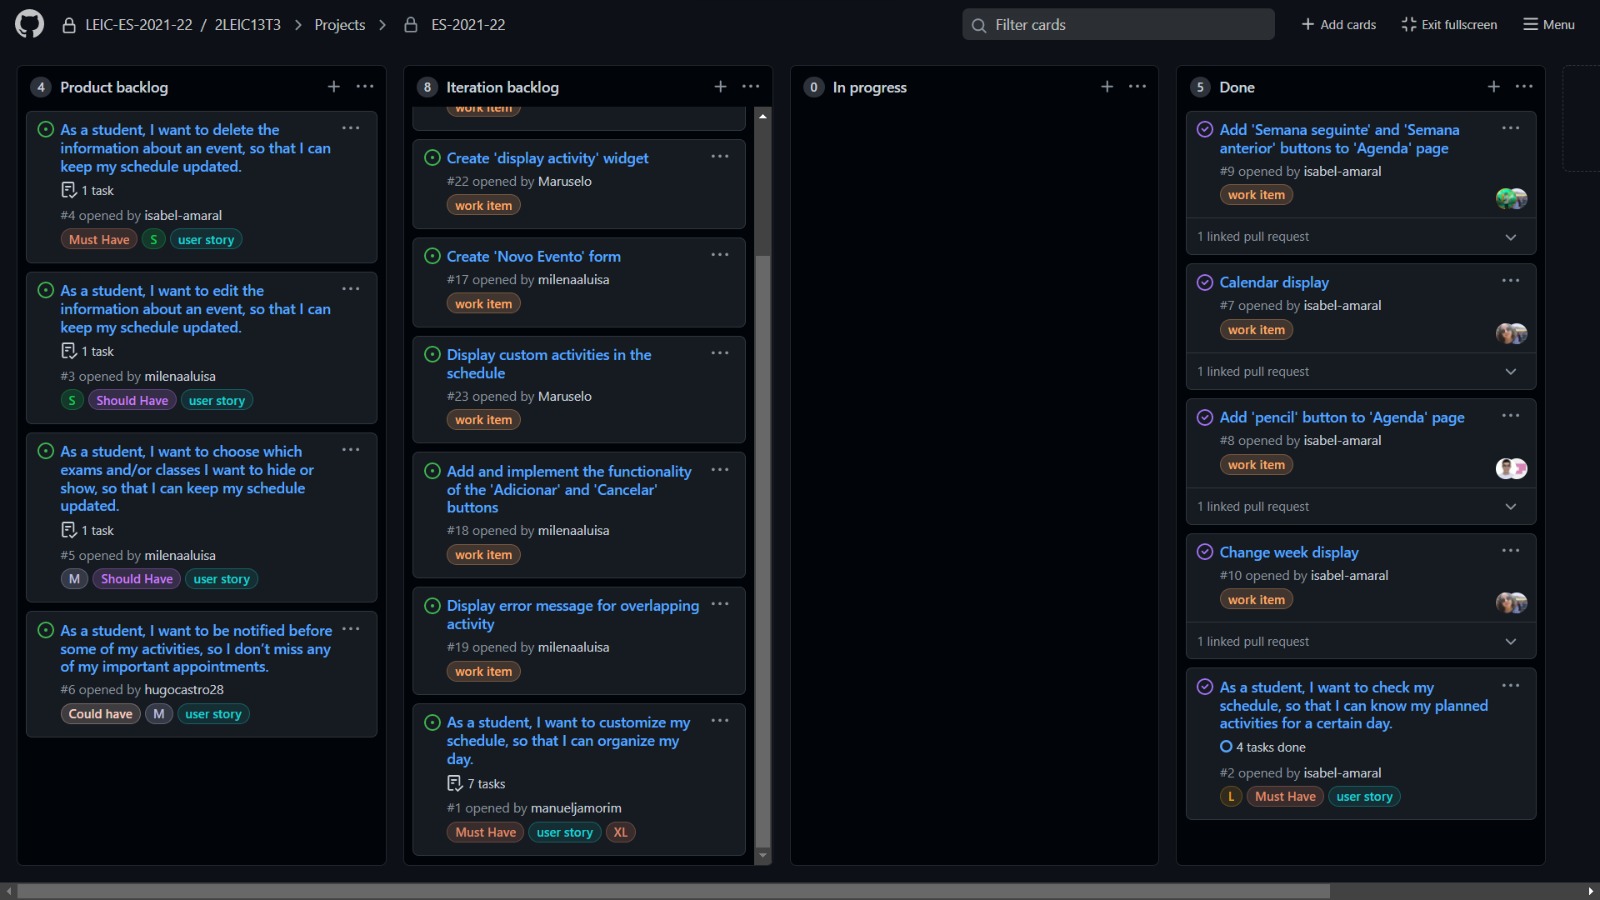 LEIC-ES-2021-22 / 2LEIC13T3 > Projects > ES-2021-22
Filter cards
Add cards
Exit fullscreen
Menu
4 Product backlog
As a student, I want to delete the
information about an event, so that I can
keep my schedule updated.
1 task
#4 opened by isabel-amaral
Must Have S user story
As a student, I want to edit the
information about an event, so that I can
keep my schedule updated.
1 task
#3 opened by milenaaluisa
S Should Have user story
As a student, I want to choose which
exams and/or classes I want to hide or
show, so that I can keep my schedule
updated.
1 task
#5 opened by milenaaluisa
M Should Have user story
As a student, I want to be notified before
some of my activities, so I don't miss any
of my important appointments.
#6 opened by hugocastro28
Could have M user story
8 Iteration backlog
work item
Create 'display activity' widget
#22 opened by Maruselo
work item
Create 'Novo Evento' form
#17 opened by milenaaluisa
work item
Display custom activities in the
schedule
#23 opened by Maruselo
work item
Add and implement the functionality
of the 'Adicionar' and 'Cancelar'
buttons
#18 opened by milenaaluisa
work item
Display error message for overlapping
activity
#19 opened by milenaaluisa
work item
As a student, I want to customize my
schedule, so that I can organize my
day.
7 tasks
#1 opened by manueljamorim
Must Have user story XL
0 In progress
5 Done
Add 'Semana seguinte' and 'Semana
anterior' buttons to 'Agenda' page
#9 opened by isabel-amaral
work item
1 linked pull request
Calendar display
#7 opened by isabel-amaral
work item
1 linked pull request
Add 'pencil' button to 'Agenda' page
#8 opened by isabel-amaral
work item
1 linked pull request
Change week display
#10 opened by isabel-amaral
work item
1 linked pull request
As a student, I want to check my
schedule, so that I can know my planned
activities for a certain day.
4 tasks done
#2 opened by isabel-amaral
L Must Have user story